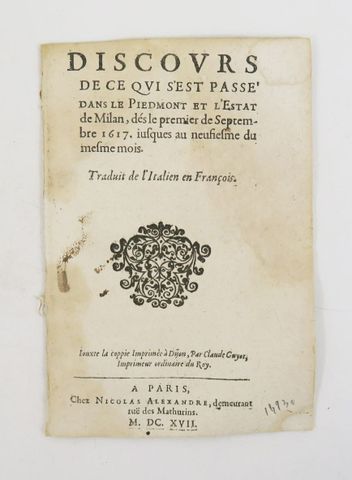 DISCOVRS
DE CE QVI S'EST PASSE'
DANS LE PIEDMONT ET L'ESTAT
de Milan, dés le premier de Septem-
bre 1617. iusques au neufiesme du
mesme mois.
Traduit de l'Italien en François.
Iouxte la coppie Imprimée à Dijon, Par Claude Guyot,
Imprimeur ordinaire du Roy.
A PARIS,
Chez NICOLAS ALEXANDRE, demeurant
ruë des Mathurins.
M. DC. XVII.